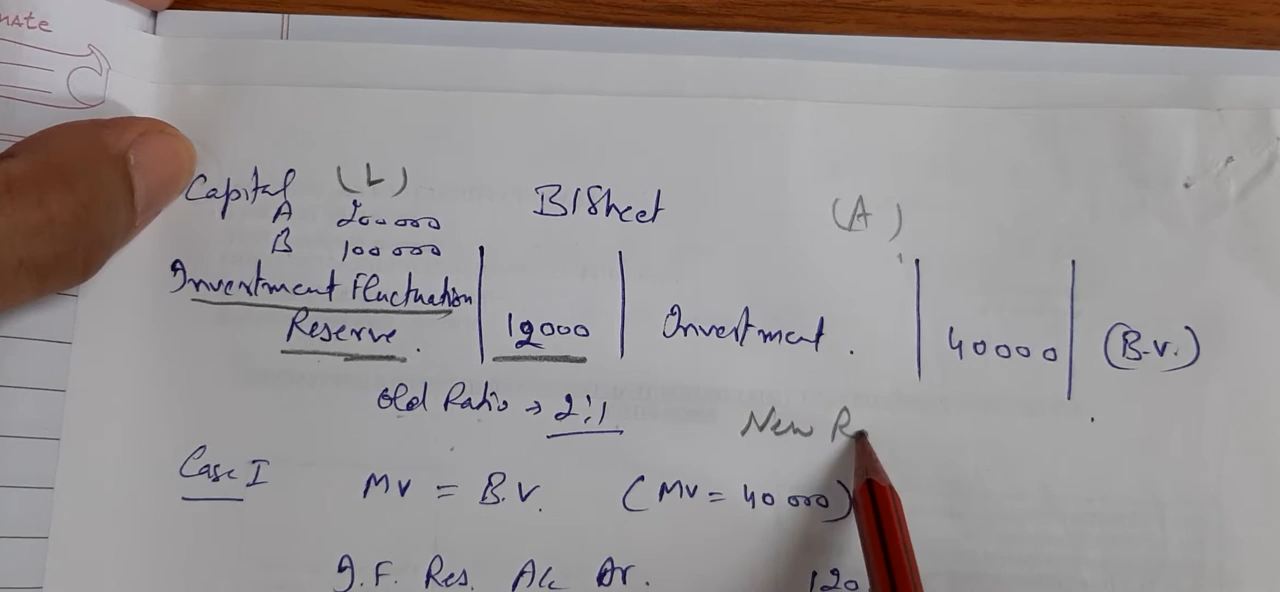 Capital (L)
A 200000
B 100000
B/Sheet
(A)
Investment Fluctuation
Reserve.
12000
Investment.
40000
(B.V.)
Old Ratio → 2:1
New R
Case I
MV = B.V. (MV = 40000)
I.F. Res. A/c Dr. 120